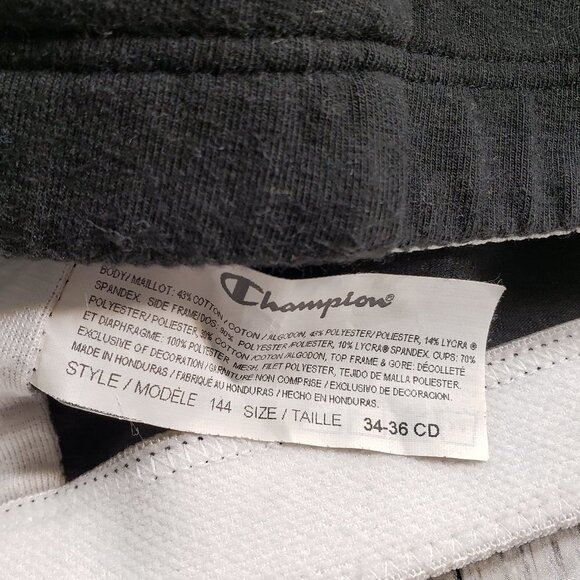 Champion
BODY/ MAILLOT: 43% COTTON / COTON / ALGODON, 43% POLYESTER/POLIESTER, 14% LYCRA®
SPANDEX. SIDE FRAME/DOS: 90% POLYESTER /POLIESTER, 10% LYCRA® SPANDEX. CUPS: 70%
POLYESTER/POLIESTER, 30% COTTON /COTON/ALGODON, TOP FRAME & GORE: DÉCOLLETÉ
ET DIAPHRAGME: 100% POLYESTER, MESH, FILET POLYESTER, TEJIDO DE MALLA POLIESTER.
EXCLUSIVE OF DECORATION / GARNITURE NON COMPRISE / EXCLUSIVO DE DECORACION.
MADE IN HONDURAS / FABRIQUÉ AU HONDURAS / HECHO EN HONDURAS.
STYLE / MODÈLE 144 SIZE / TAILLE 34-36 CD